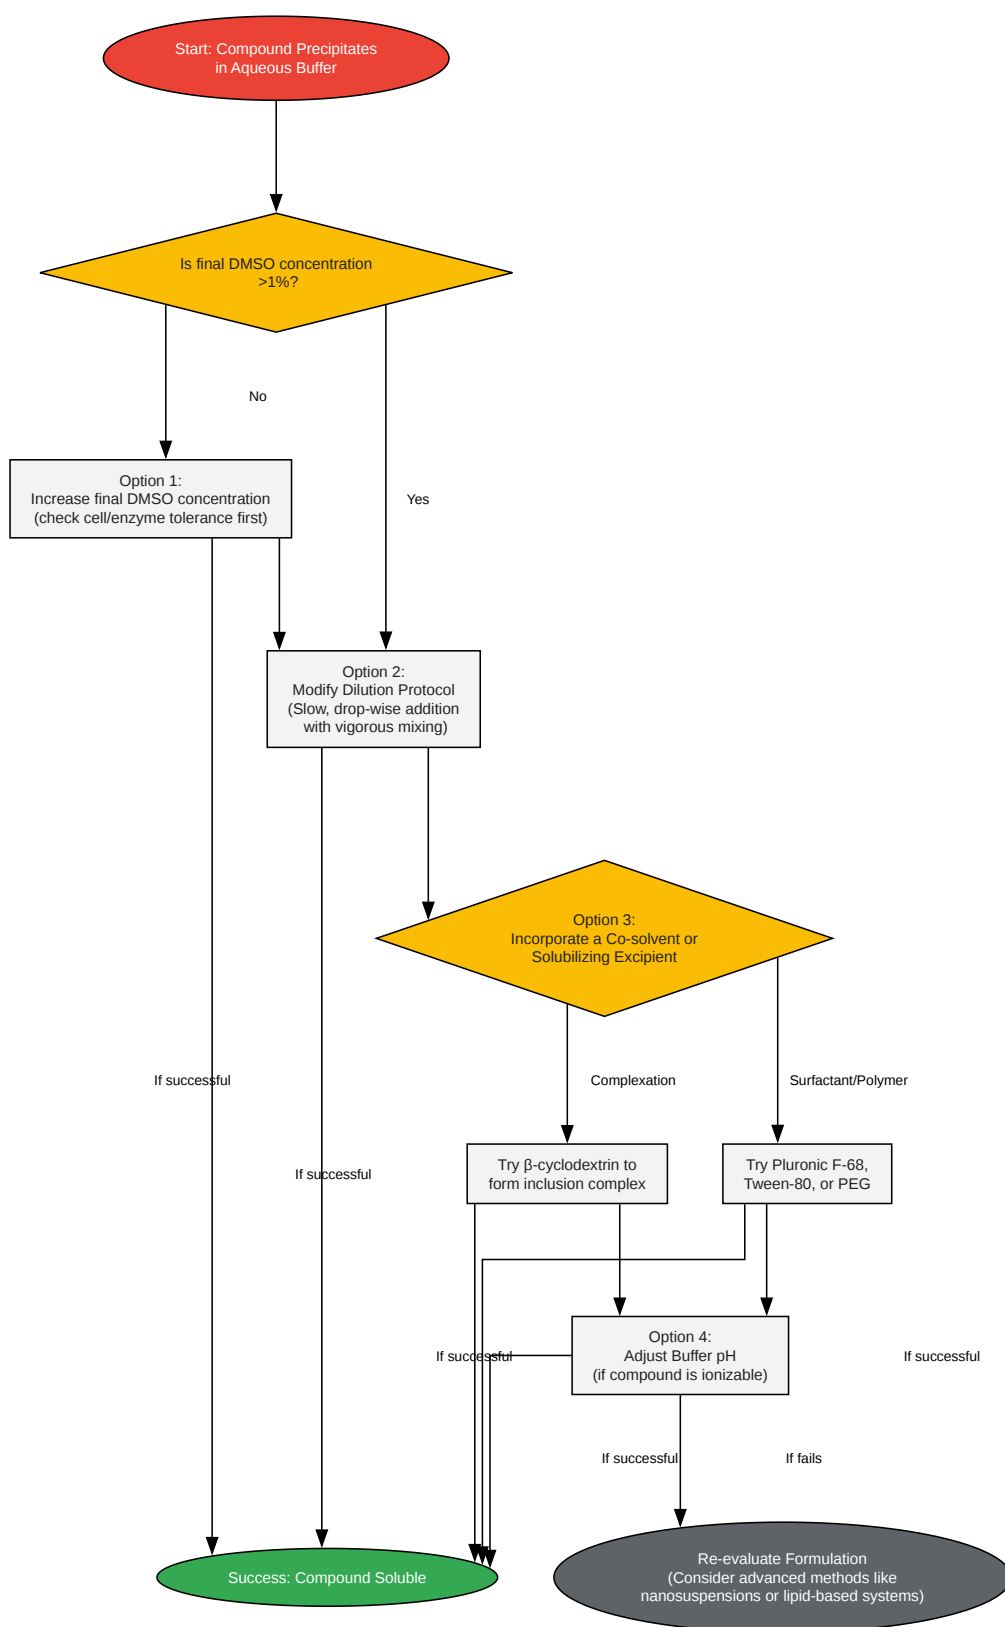 Start: Compound Precipitates
in Aqueous Buffer
Is final DMSO concentration
>1%?
No
Option 1:
Increase final DMSO concentration
(check cell/enzyme tolerance first)
Yes
Option 2:
Modify Dilution Protocol
(Slow, drop-wise addition
with vigorous mixing)
Option 3:
Incorporate a Co-solvent or
Solubilizing Excipient
If successful
Complexation
Surfactant/Polymer
If successful
Try β-cyclodextrin to
form inclusion complex
Try Pluronic F-68,
Tween-80, or PEG
Option 4:
Adjust Buffer pH
(if compound is ionizable)
If successful
If successful
If successful
If fails
Success: Compound Soluble
Re-evaluate Formulation
(Consider advanced methods like
nanosuspensions or lipid-based systems)